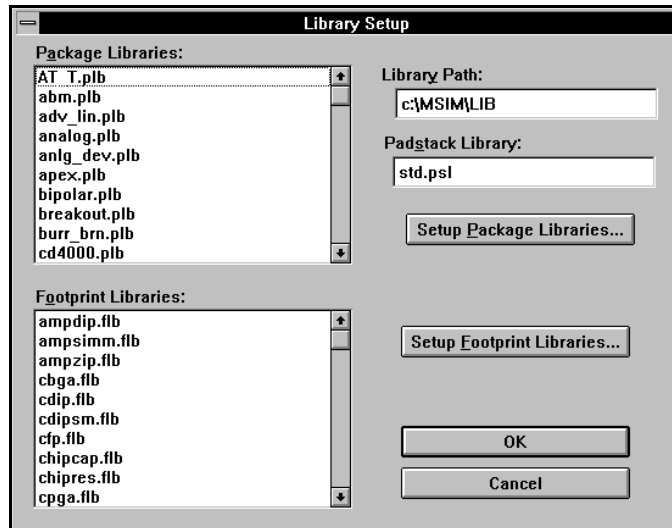 Library Setup
Package Libraries:
AT_T.plb
abm.plb
adv_lin.plb
analog.plb
anlg_dev.plb
apex.plb
bipolar.plb
breakout.plb
burr_brn.plb
cd4000.plb
Library Path:
c:\MSIM\LIB
Padstack Library:
std.psl
Setup Package Libraries...
Footprint Libraries:
ampdip.flb
ampsimm.flb
ampzip.flb
cbga.flb
cdip.flb
cdipsm.flb
cfp.flb
chipcap.flb
chipres.flb
cpga.flb
Setup Footprint Libraries...
OK
Cancel